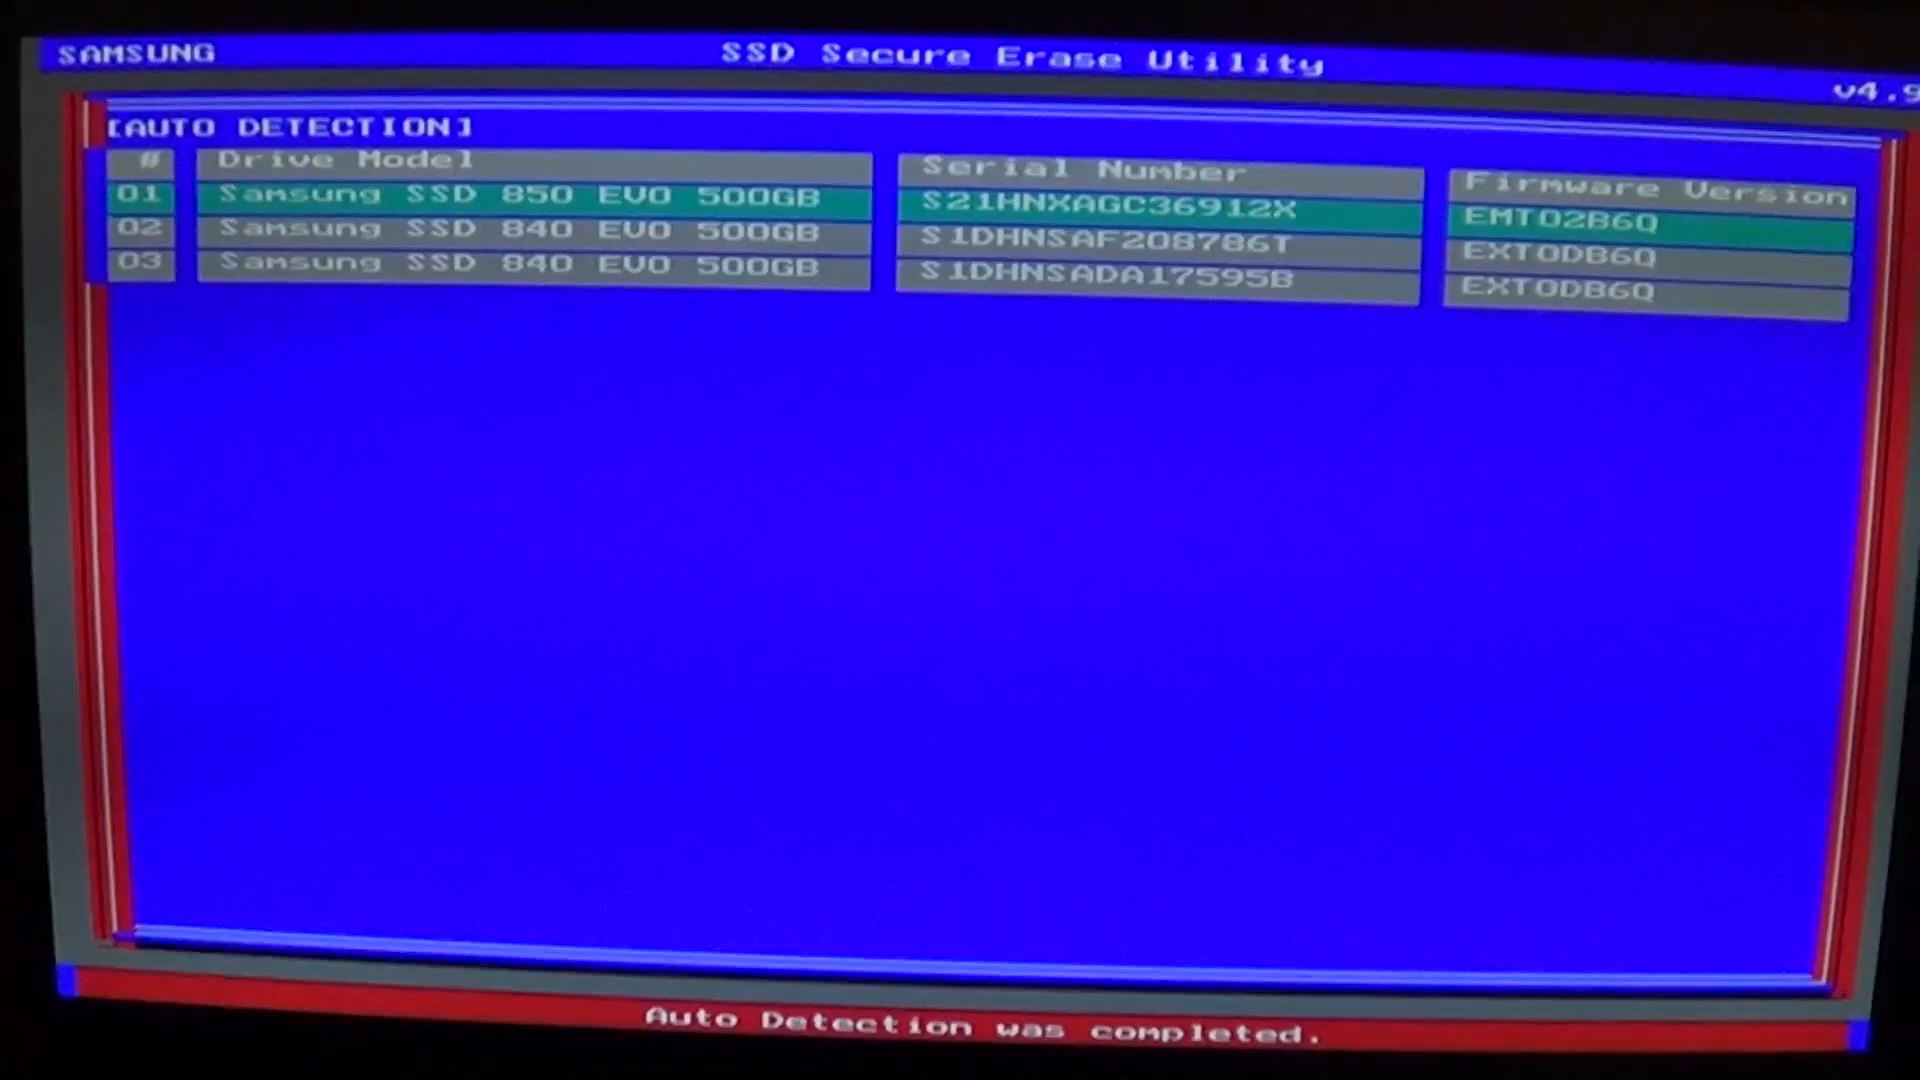 SAMSUNG SSD Secure Erase Utility v4.9
[AUTO DETECTION]
# Drive Model Serial Number Firmware Version
01 Samsung SSD 850 EVO 500GB S21HNXAGC36912X EMT02B6Q
02 Samsung SSD 840 EVO 500GB S1DHNSAF208786T EXT0DB6Q
03 Samsung SSD 840 EVO 500GB S1DHNSADA17595B EXT0DB6Q
Auto Detection was completed.